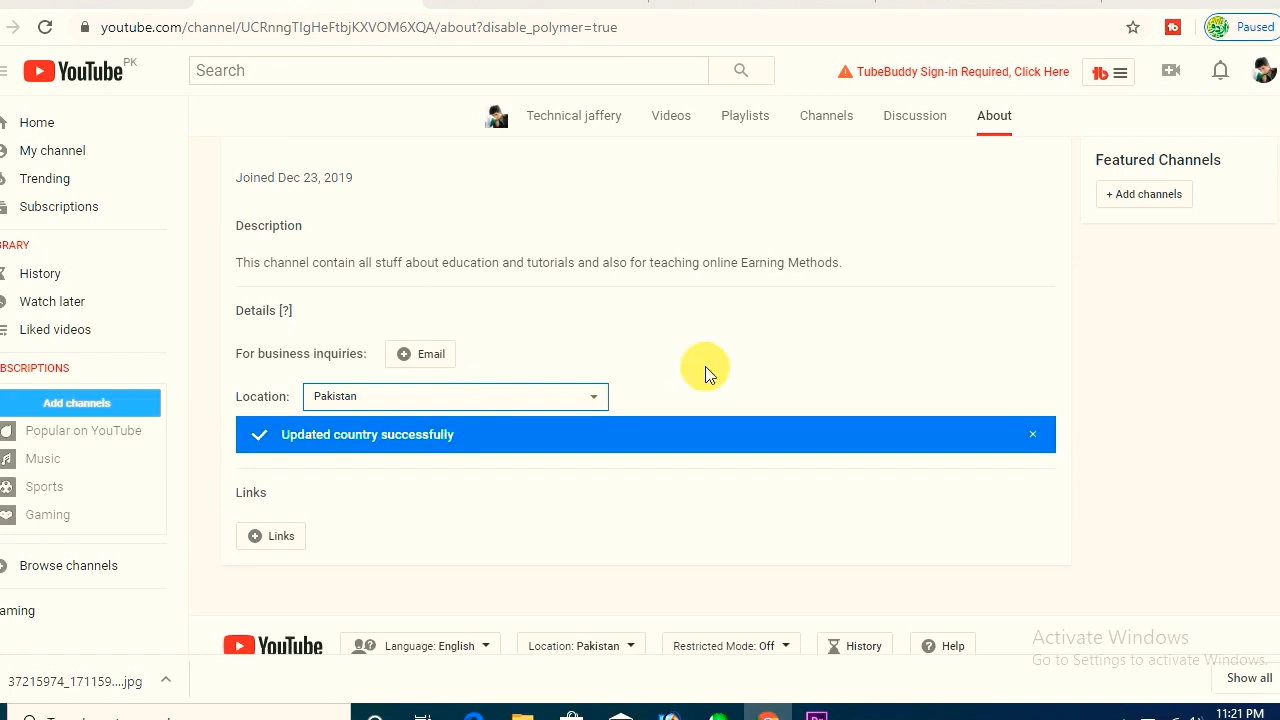 youtube.com/channel/UCRnngTIgHeFtbjKXVOM6XQA/about?disable_polymer=true
Paused
YouTube PK
Search
TubeBuddy Sign-in Required, Click Here
Technical jaffery
Videos
Playlists
Channels
Discussion
About
Home
My channel
Trending
Subscriptions
BRARY
History
Watch later
Liked videos
BSCRIPTIONS
Add channels
Popular on YouTube
Music
Sports
Gaming
Browse channels
aming
Joined Dec 23, 2019
Description
This channel contain all stuff about education and tutorials and also for teaching online Earning Methods.
Details [?]
For business inquiries: Email
Location: Pakistan
Updated country successfully
Links
Links
Featured Channels
+ Add channels
YouTube
Language: English
Location: Pakistan
Restricted Mode: Off
History
Help
Activate Windows
Go to Settings to activate Windows.
37215974_171159....jpg
Show all
11:21 PM